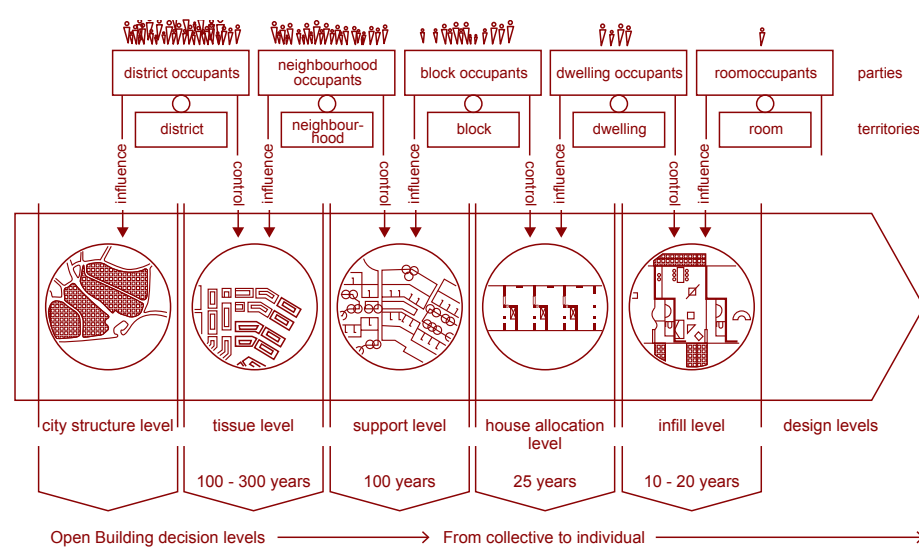 district occupants
neighbourhood
occupants
block occupants
dwelling occupants
roomoccupants
parties
district
neighbour-
hood
block
dwelling
room
territories
influence
control
influence
control
influence
control
influence
control
influence
city structure level
tissue level
support level
house allocation
level
infill level
design levels
100 - 300 years
100 years
25 years
10 - 20 years
Open Building decision levels
From collective to individual